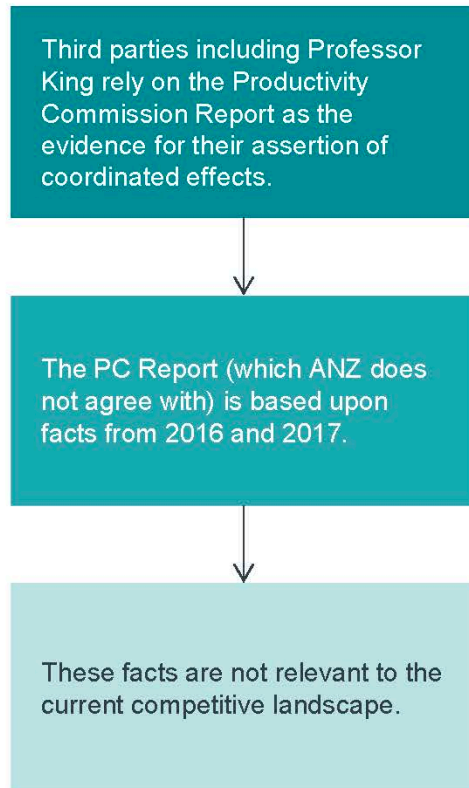 Third parties including Professor
King rely on the Productivity
Commission Report as the
evidence for their assertion of
coordinated effects.
The PC Report (which ANZ does
not agree with) is based upon
facts from 2016 and 2017.
These facts are not relevant to the
current competitive landscape.